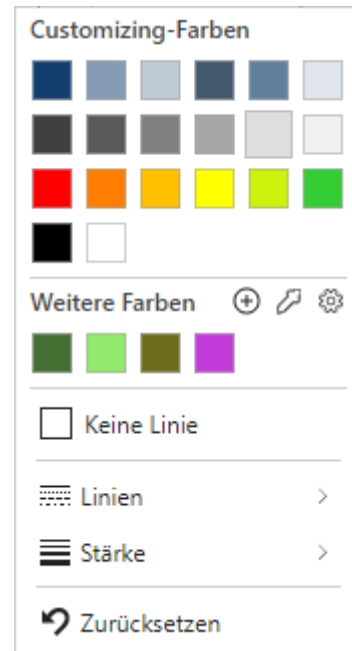 Customizing-Farben
Weitere Farben
Keine Linie
Linien
Stärke
Zurücksetzen